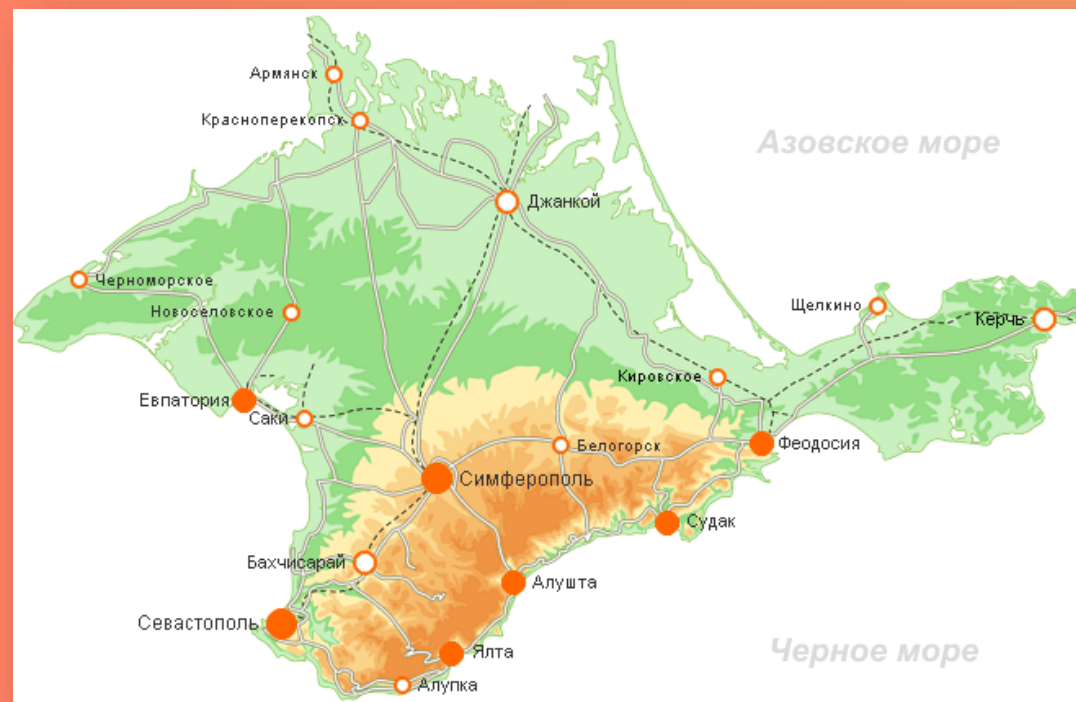 Армянск
Красноперекопск
Азовское море
Джанкой
Черноморское
Новоселовское
Щелкино
Керчь
Кировское
Евпатория
Саки
Белогорск
Феодосия
Симферополь
Судак
Бахчисарай
Алушта
Севастополь
Ялта
Черное море
Алупка